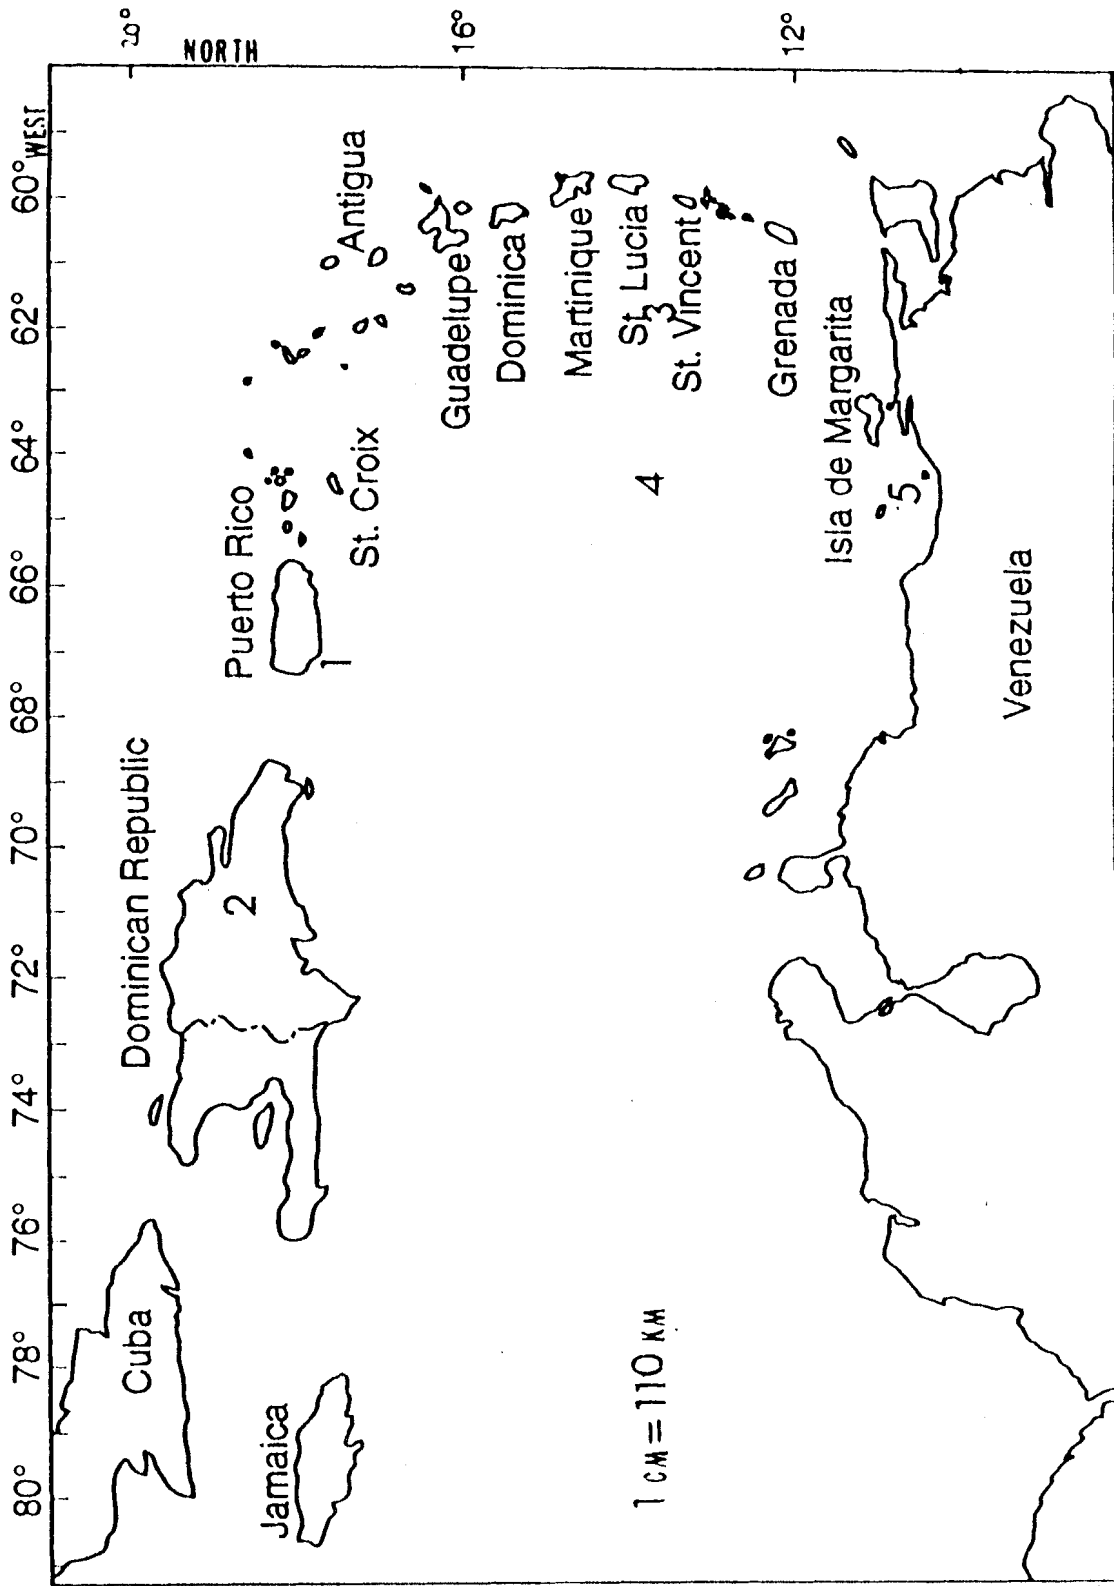 80° 78° 76° 74° 72° 70° 68° 66° 64° 62° 60° WEST
20°
NORTH
16°
12°
Cuba
Jamaica
Dominican Republic
2
Puerto Rico
1
St. Croix
Antigua
Guadelupe
Dominica
Martinique
St. Lucia
3
St. Vincent
4
Grenada
Isla de Margarita
5
Venezuela
1 CM = 110 KM